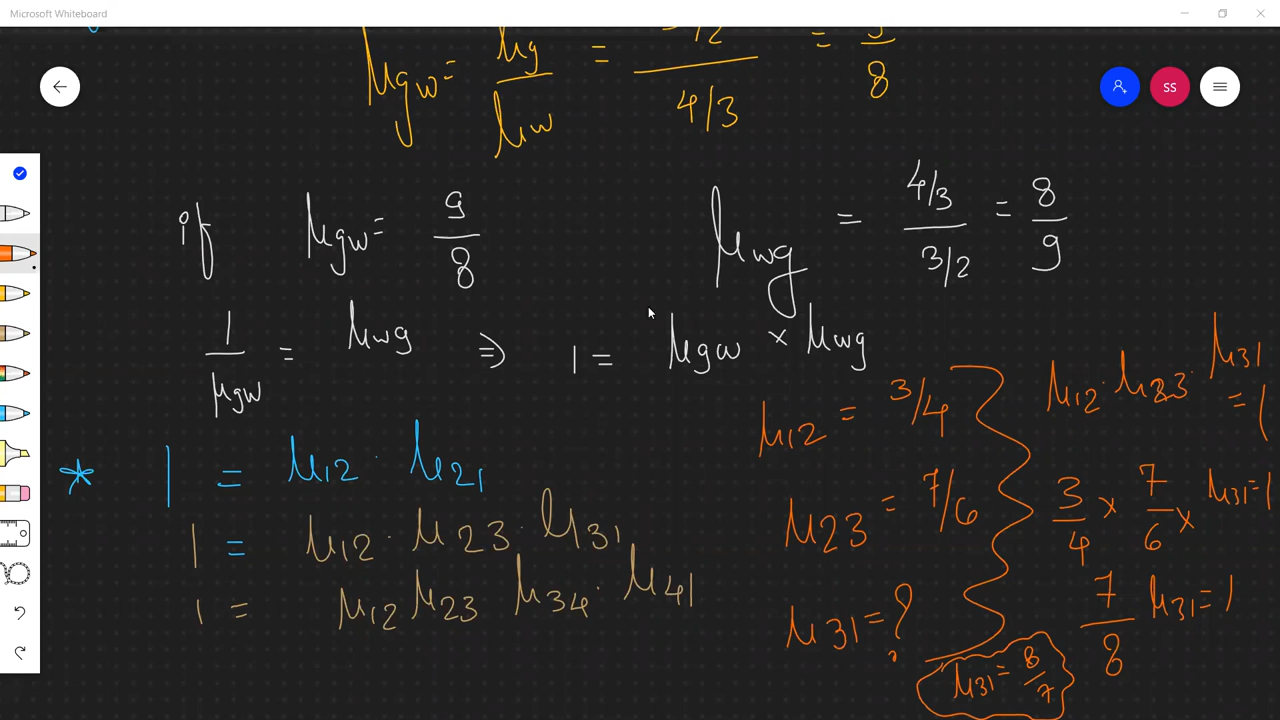 Microsoft Whiteboard
μgw = μg/μw = 3/2 / 4/3 = 9/8
SS
if μgw = 9/8
μwg = 4/3 / 3/2 = 8/9
1/μgw = μwg ⇒ 1 = μgw × μwg
* 1 = μ12 · μ21
1 = μ12 · μ23 · μ31
1 = μ12 μ23 μ34 · μ41
μ12 = 3/4
μ23 = 7/6
μ31 = ?
μ12 · μ23 · μ31 = 1
3/4 × 7/6 × μ31 = 1
7/8 μ31 = 1
μ31 = 8/7